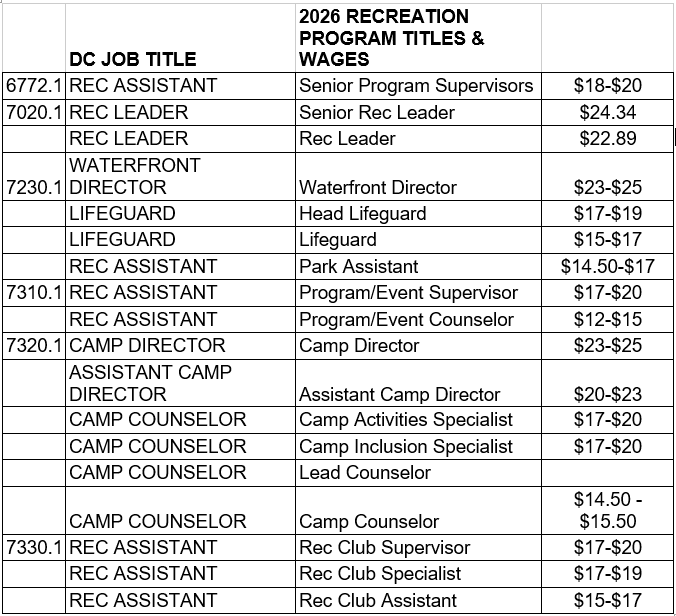 DC JOB TITLE 2026 RECREATION
PROGRAM TITLES &
WAGES
6772.1 REC ASSISTANT Senior Program Supervisors $18-$20
7020.1 REC LEADER Senior Rec Leader $24.34
REC LEADER Rec Leader $22.89
WATERFRONT
7230.1 DIRECTOR Waterfront Director $23-$25
LIFEGUARD Head Lifeguard $17-$19
LIFEGUARD Lifeguard $15-$17
REC ASSISTANT Park Assistant $14.50-$17
7310.1 REC ASSISTANT Program/Event Supervisor $17-$20
REC ASSISTANT Program/Event Counselor $12-$15
7320.1 CAMP DIRECTOR Camp Director $23-$25
ASSISTANT CAMP
DIRECTOR Assistant Camp Director $20-$23
CAMP COUNSELOR Camp Activities Specialist $17-$20
CAMP COUNSELOR Camp Inclusion Specialist $17-$20
CAMP COUNSELOR Lead Counselor
$14.50 -
CAMP COUNSELOR Camp Counselor $15.50
7330.1 REC ASSISTANT Rec Club Supervisor $17-$20
REC ASSISTANT Rec Club Specialist $17-$19
REC ASSISTANT Rec Club Assistant $15-$17